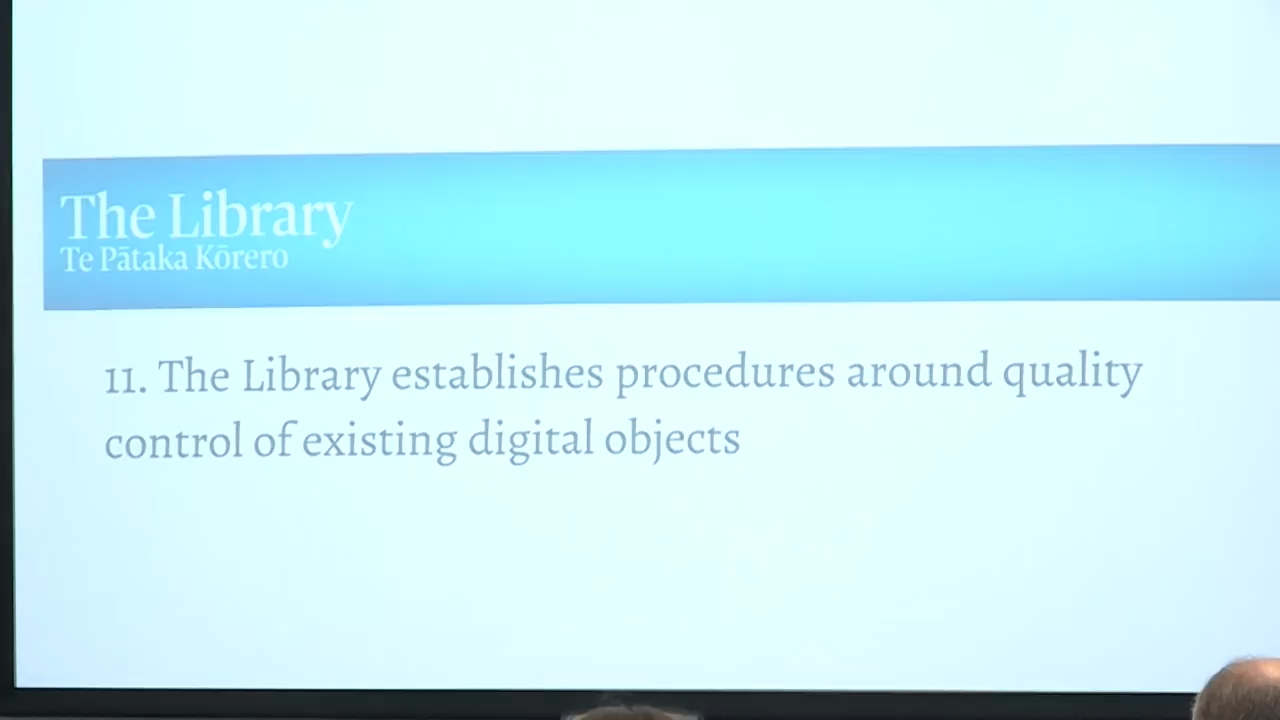 The Library
Te Pātaka Kōrero
11. The Library establishes procedures around quality
control of existing digital objects